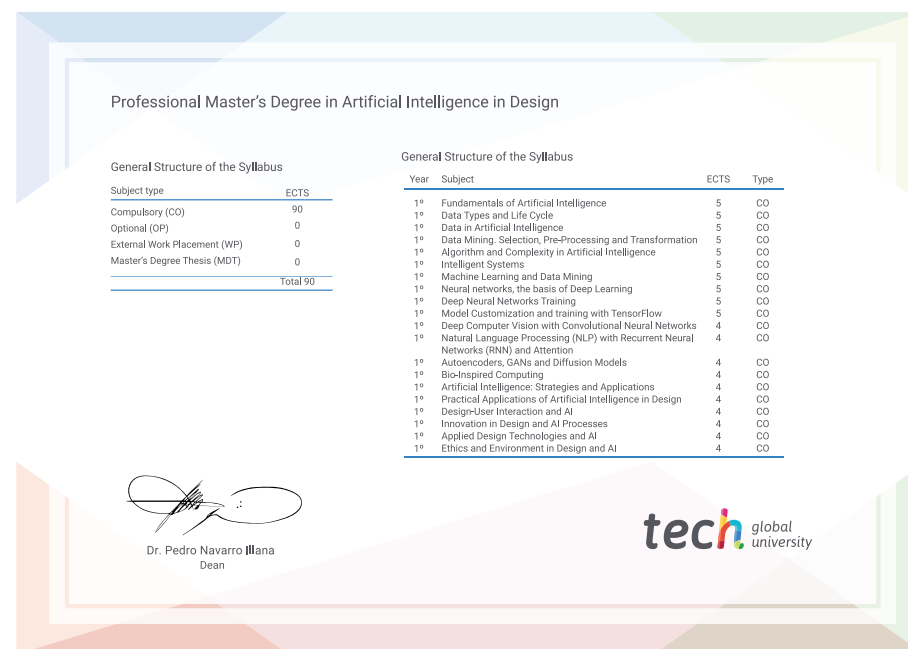 Professional Master's Degree in Artificial Intelligence in Design
General Structure of the Syllabus
Subject type ECTS
Compulsory (CO) 90
Optional (OP) 0
External Work Placement (WP) 0
Master's Degree Thesis (MDT) 0
Total 90
General Structure of the Syllabus
Year Subject ECTS Type
1º Fundamentals of Artificial Intelligence 5 CO
1º Data Types and Life Cycle 5 CO
1º Data in Artificial Intelligence 5 CO
1º Data Mining. Selection, Pre-Processing and Transformation 5 CO
1º Algorithm and Complexity in Artificial Intelligence 5 CO
1º Intelligent Systems 5 CO
1º Machine Learning and Data Mining 5 CO
1º Neural networks, the basis of Deep Learning 5 CO
1º Deep Neural Networks Training 5 CO
1º Model Customization and training with TensorFlow 5 CO
1º Deep Computer Vision with Convolutional Neural Networks 4 CO
1º Natural Language Processing (NLP) with Recurrent Neural 4 CO
Networks (RNN) and Attention
1º Autoencoders, GANs and Diffusion Models 4 CO
1º Bio-Inspired Computing 4 CO
1º Artificial Intelligence: Strategies and Applications 4 CO
1º Practical Applications of Artificial Intelligence in Design 4 CO
1º Design-User Interaction and AI 4 CO
1º Innovation in Design and AI Processes 4 CO
1º Applied Design Technologies and AI 4 CO
1º Ethics and Environment in Design and AI 4 CO
Dr. Pedro Navarro Illana
Dean
tech global
university